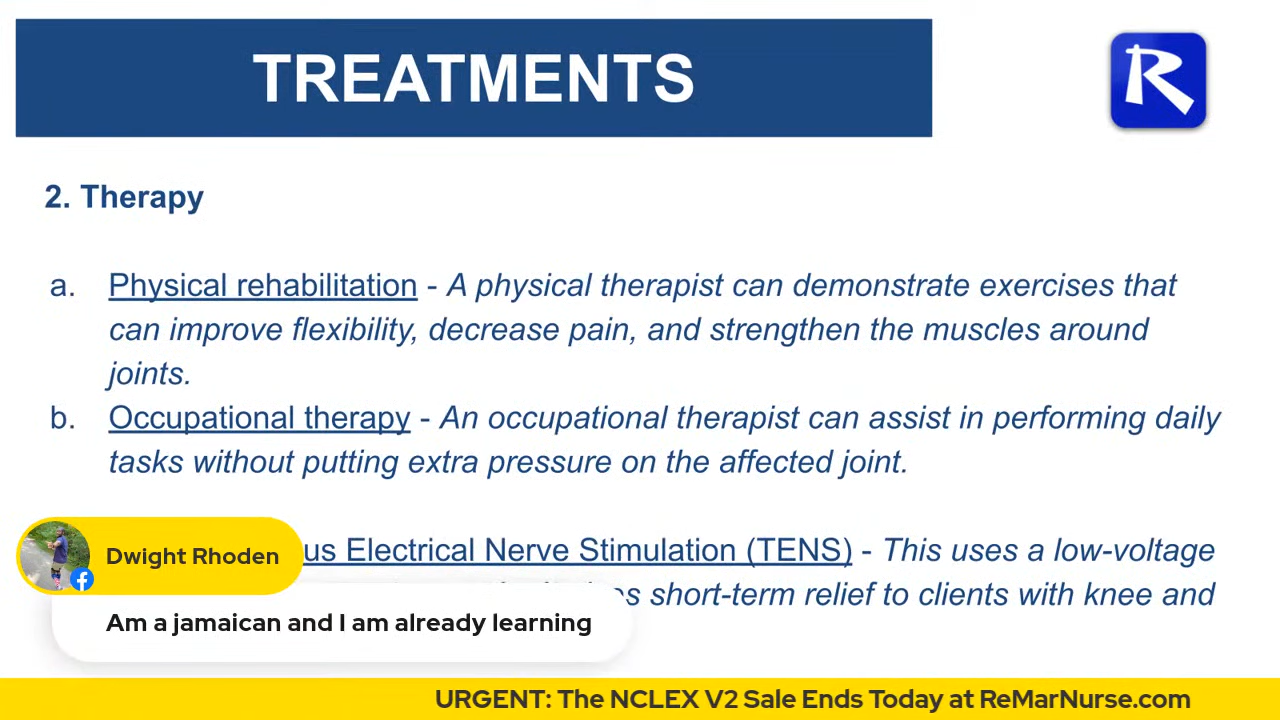 TREATMENTS
R
2. Therapy
a. Physical rehabilitation - A physical therapist can demonstrate exercises that
can improve flexibility, decrease pain, and strengthen the muscles around
joints.
b. Occupational therapy - An occupational therapist can assist in performing daily
tasks without putting extra pressure on the affected joint.
us Electrical Nerve Stimulation (TENS) - This uses a low-voltage
short-term relief to clients with knee and
Dwight Rhoden
Am a jamaican and I am already learning
URGENT: The NCLEX V2 Sale Ends Today at ReMarNurse.com